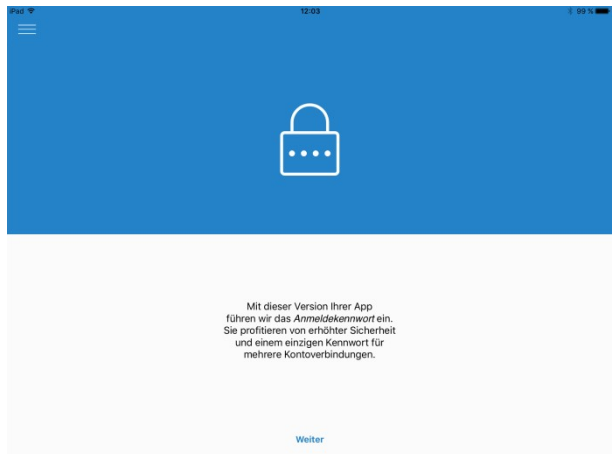 iPad 12:03 99 %
Mit dieser Version Ihrer App
führen wir das Anmeldekennwort ein.
Sie profitieren von erhöhter Sicherheit
und einem einzigen Kennwort für
mehrere Kontoverbindungen.
Weiter